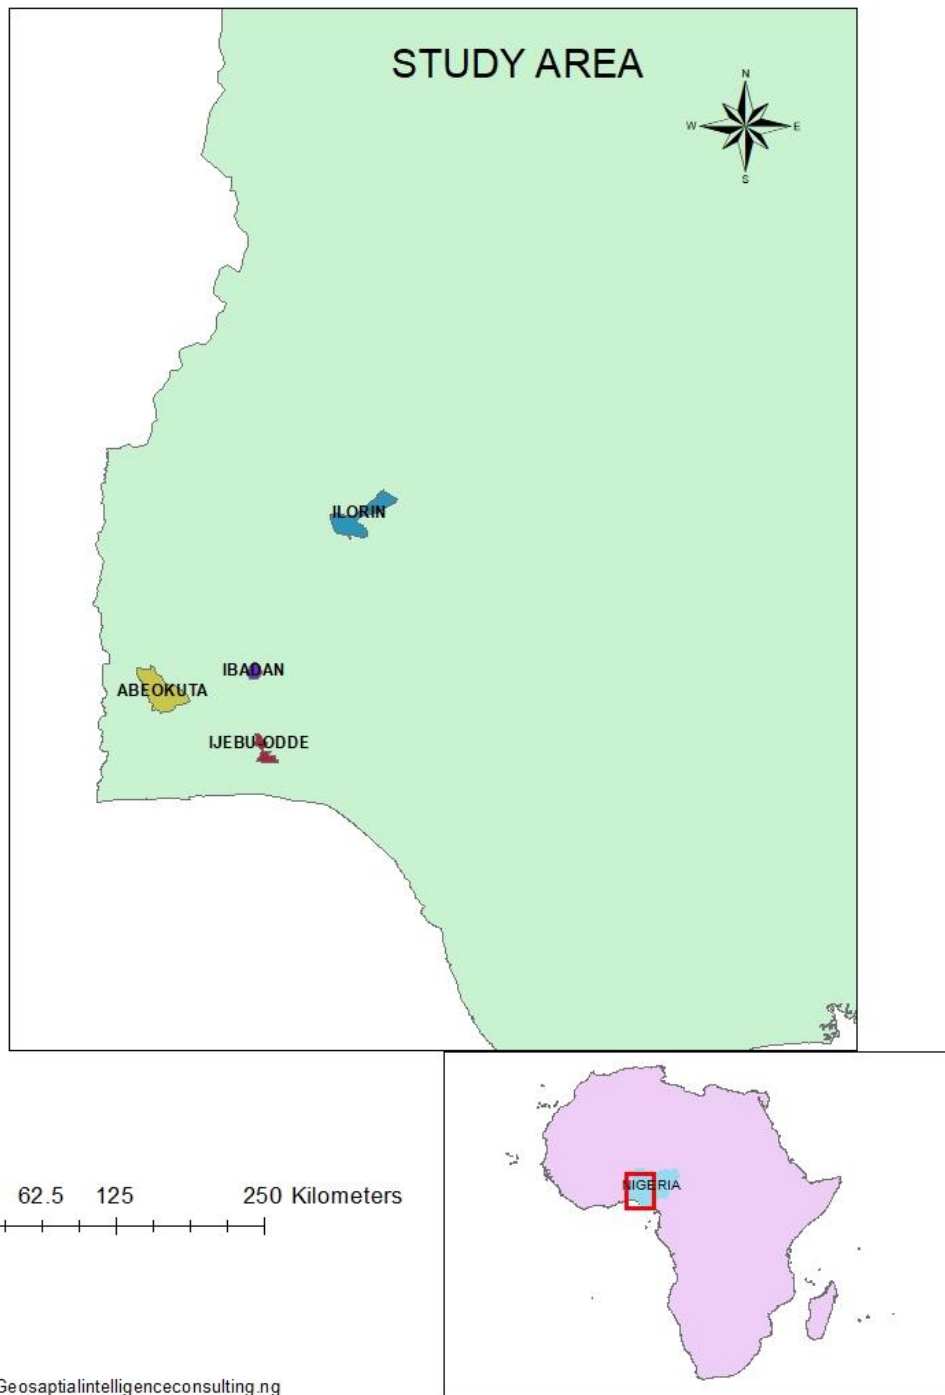 STUDY AREA
N
W E
S
ILORIN
IBADAN
ABEOKUTA
IJEBU ODDE
62.5 125 250 Kilometers
NIGERIA
Geosaptialintelligenceconsulting.ng